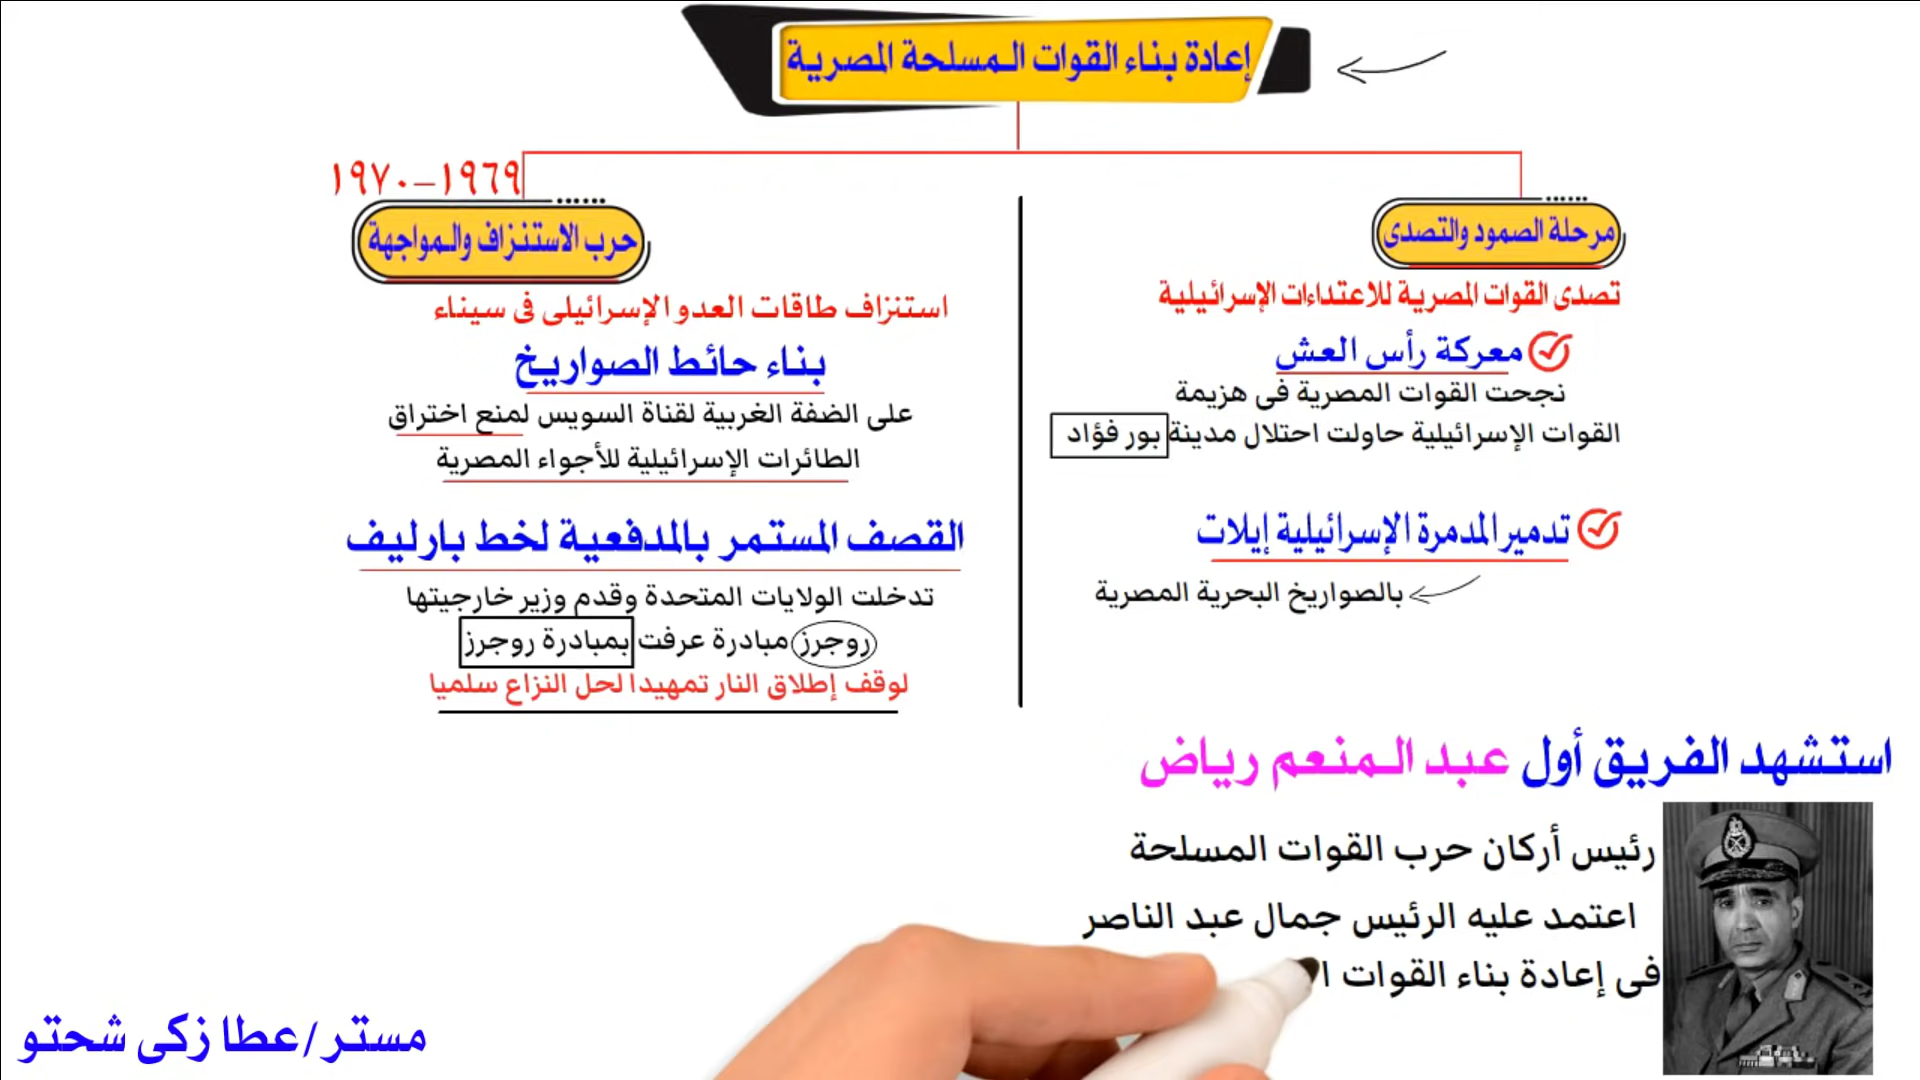 إعادة بناء القوات المسلحة المصرية
مرحلة الصمود والتصدى
تصدى القوات المصرية للاعتداءات الإسرائيلية
معركة رأس العش
نجحت القوات المصرية فى هزيمة
القوات الإسرائيلية حاولت احتلال مدينة بور فؤاد
تدمير المدمرة الإسرائيلية إيلات
بالصواريخ البحرية المصرية
١٩٦٩–١٩٧٠
حرب الاستنزاف والمواجهة
استنزاف طاقات العدو الإسرائيلى فى سيناء
بناء حائط الصواريخ
على الضفة الغربية لقناة السويس لمنع اختراق
الطائرات الإسرائيلية للأجواء المصرية
القصف المستمر بالمدفعية لخط بارليف
تدخلت الولايات المتحدة وقدم وزير خارجيتها
روجرز مبادرة عرفت بمبادرة روجرز
لوقف إطلاق النار تمهيدا لحل النزاع سلميا
استشهد الفريق أول عبد المنعم رياض
رئيس أركان حرب القوات المسلحة
اعتمد عليه الرئيس جمال عبد الناصر
فى إعادة بناء القوات ا
مستر/عطا زكى شحتو